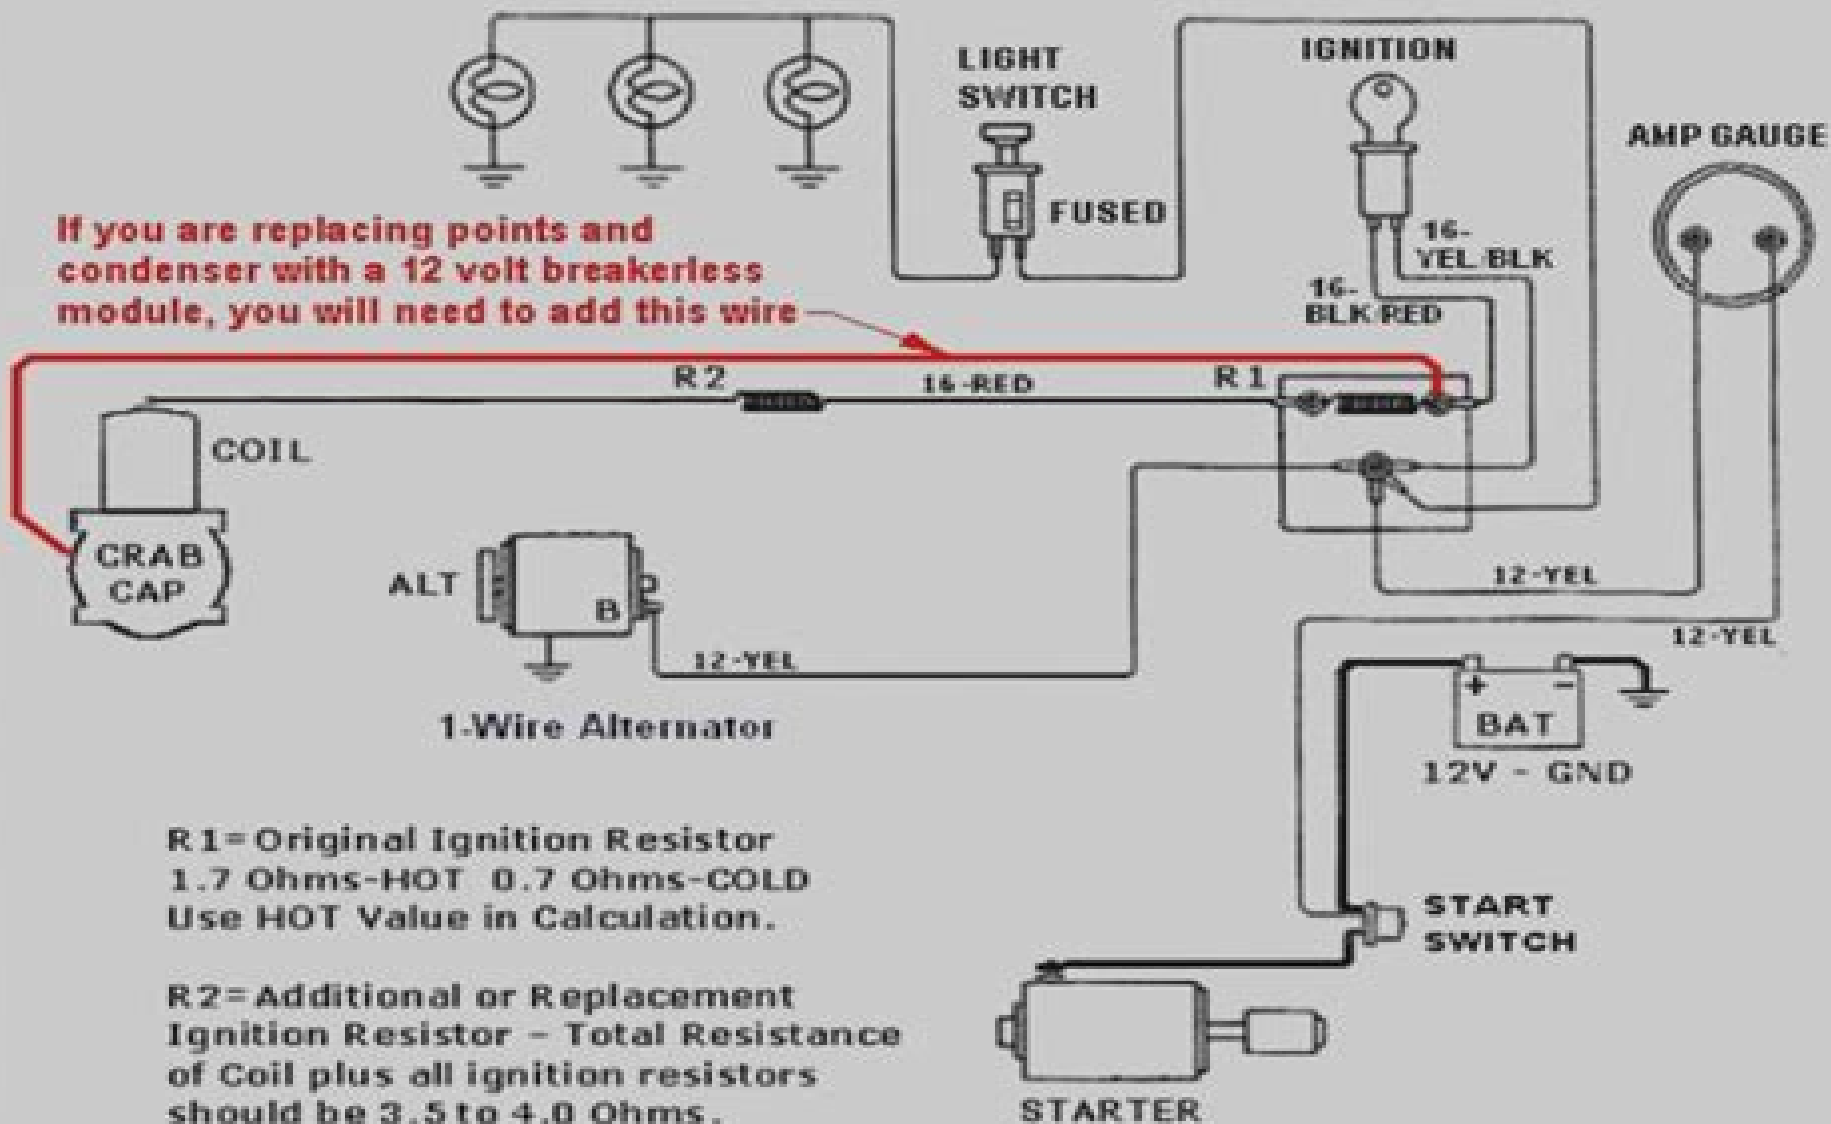 LIGHT
SWITCH
FUSED
IGNITION
AMP GAUGE
16-
YEL/BLK
16-
BLK/RED
If you are replacing points and
condenser with a 12 volt breakerless
module, you will need to add this wire
R2
16-RED
R1
COIL
CRAB
CAP
ALT
B
12-YEL
12-YEL
12-YEL
1-Wire Alternator
+ -
BAT
12V - GND
R1=Original Ignition Resistor
1.7 Ohms-HOT 0.7 Ohms-COLD
Use HOT Value in Calculation.
R2=Additional or Replacement
Ignition Resistor - Total Resistance
of Coil plus all ignition resistors
should be 3.5 to 4.0 Ohms.
START
SWITCH
STARTER